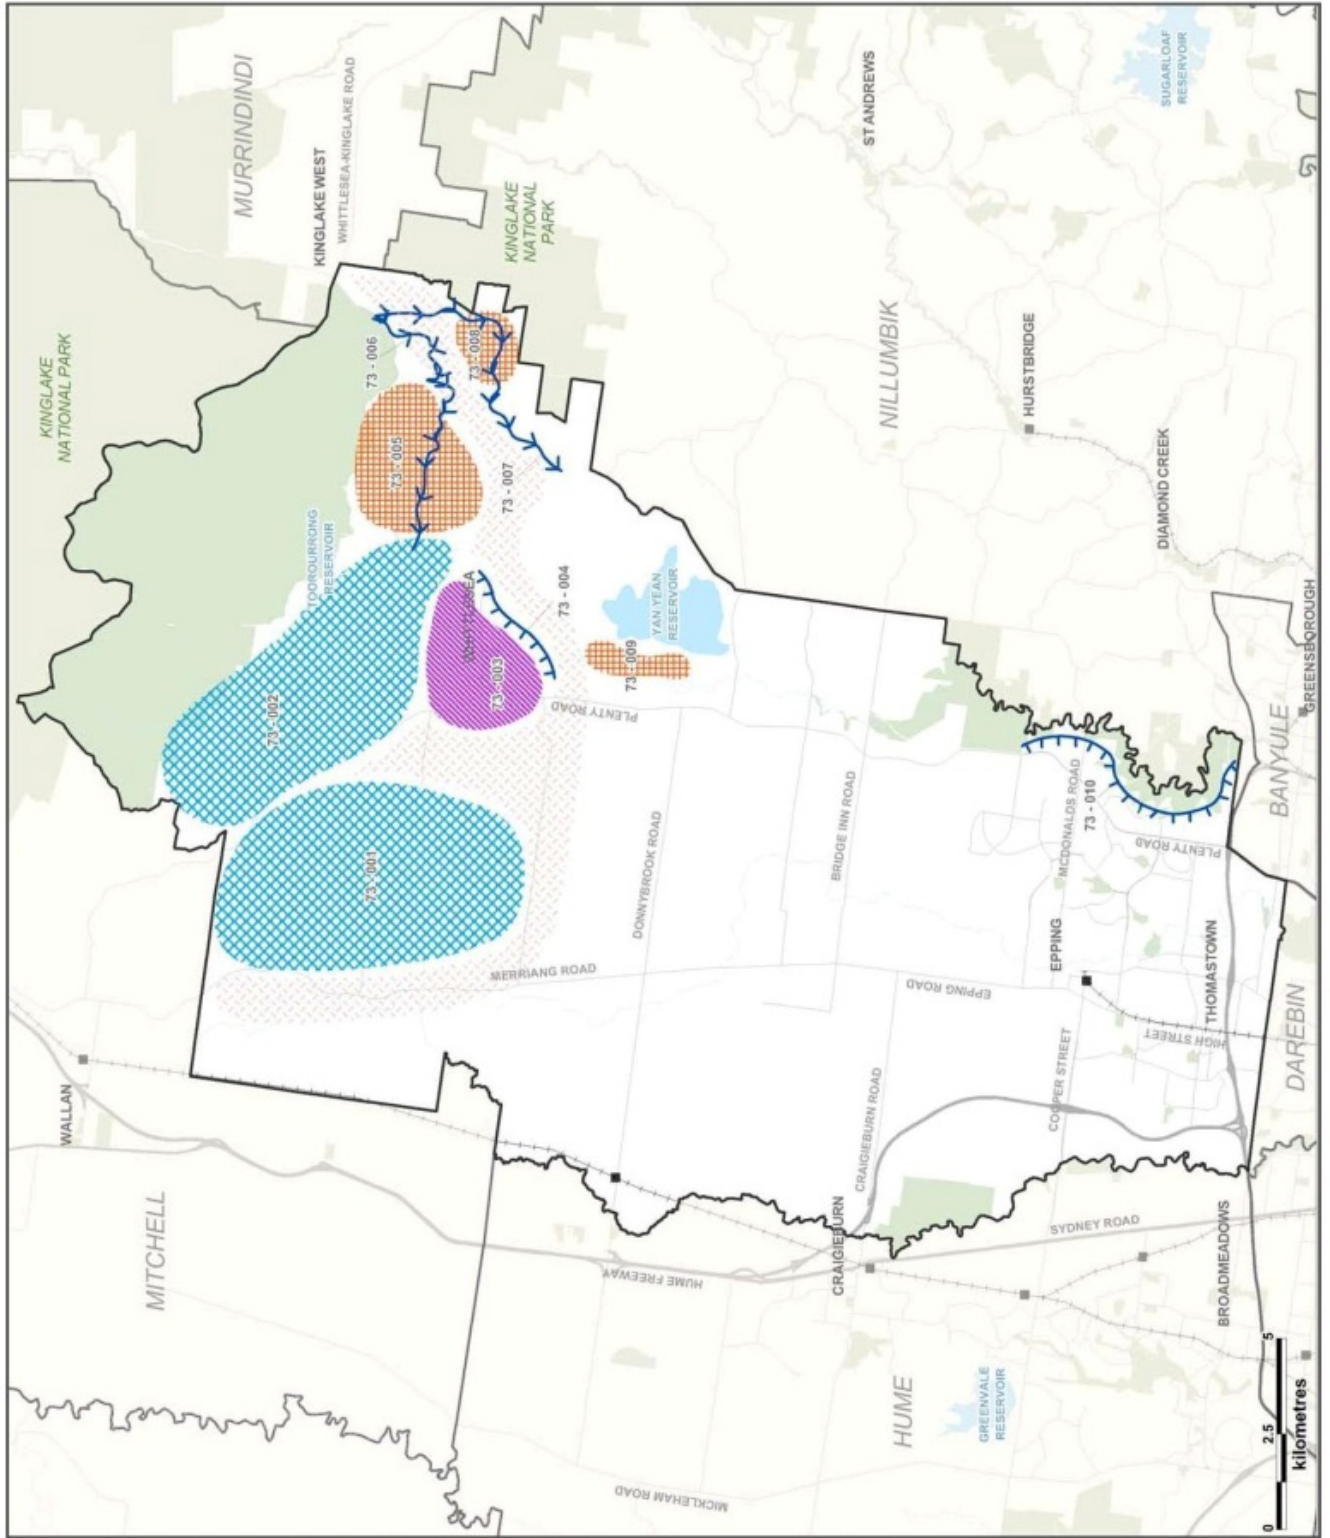 MURRINDINDI
KINGLAKE WEST
WHITTLESEA-KINGLAKE ROAD
KINGLAKE
NATIONAL
PARK
KINGLAKE
NATIONAL PARK
SUGARLOAF
RESERVOIR
ST ANDREWS
NILLUMBIK
HURSTBRIDGE
DIAMOND CREEK
GREENSBOROUGH
BANYULE
73 - 006
73 - 008
73 - 005
73 - 007
TOOROURRONG
RESERVOIR
WHITTLESEA
73 - 004
YAN YEAN
RESERVOIR
73 - 009
73 - 003
73 - 002
PLENTY ROAD
73 - 001
DONNYBROOK ROAD
BRIDGE INN ROAD
MCDONALDS ROAD
73 - 010
PLENTY ROAD
MERRIANG ROAD
EPPING ROAD
EPPING
THOMASTOWN
HIGH STREET
DAREBIN
COOPER STREET
CRAIGIEBURN ROAD
WALLAN
MITCHELL
HUME FREEWAY
CRAIGIEBURN
SYDNEY ROAD
BROADMEADOWS
HUME
GREENVALE
RESERVOIR
MICKLEHAM ROAD
0 2.5 5
kilometres